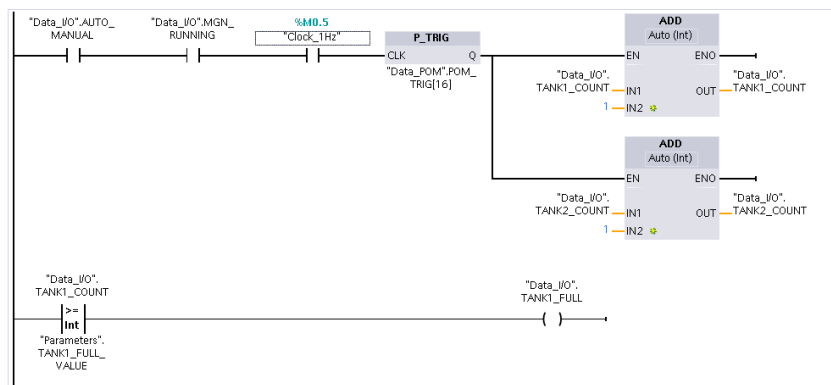 "Data_I/O".AUTO_
MANUAL
"Data_I/O".MGN_
RUNNING
%M0.5
"Clock_1Hz"
P_TRIG
CLK Q
"Data_POM".POM_
TRIG[16]
ADD
Auto (Int)
EN ENO
"Data_I/O".
TANK1_COUNT
IN1
OUT
"Data_I/O".
TANK1_COUNT
1
IN2
ADD
Auto (Int)
EN ENO
"Data_I/O".
TANK2_COUNT
IN1
OUT
"Data_I/O".
TANK2_COUNT
1
IN2
"Data_I/O".
TANK1_COUNT
>=
Int
"Parameters".
TANK1_FULL_
VALUE
"Data_I/O".
TANK1_FULL